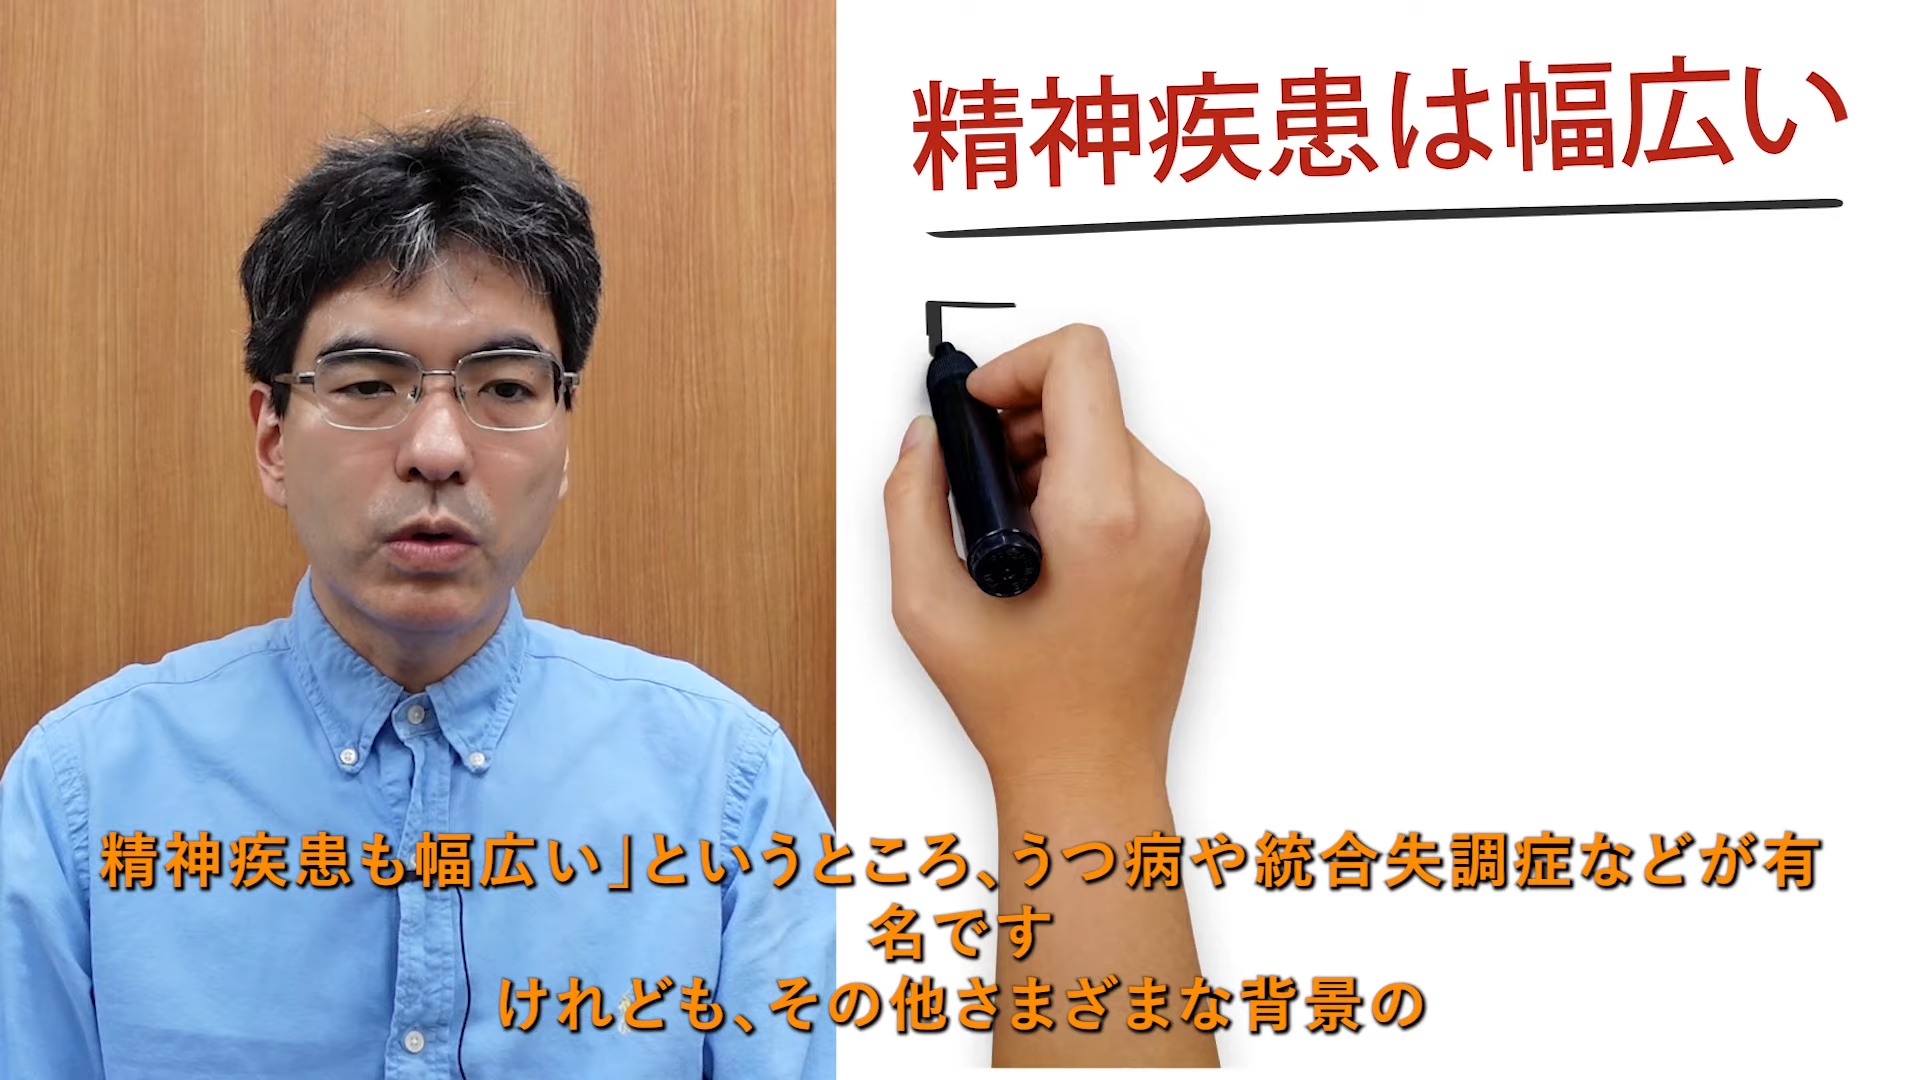 精神疾患は幅広い
精神疾患も幅広い」というところ、うつ病や統合失調症などが有
名です
けれども、その他さまざまな背景の